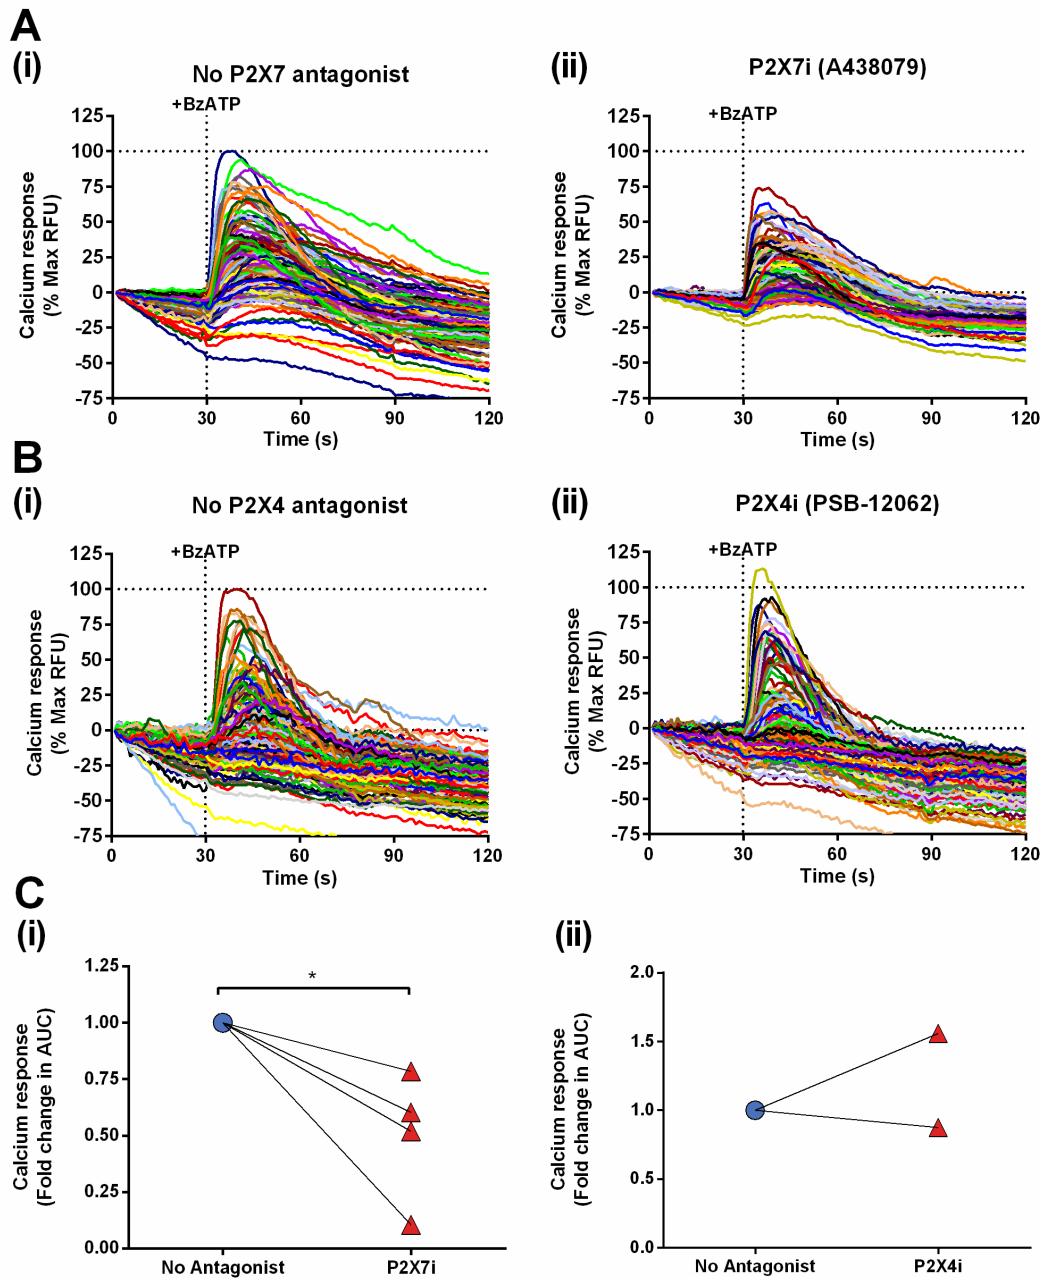 A
(i)
No P2X7 antagonist
+BzATP
Calcium response
(% Max RFU)
125
100
75
50
25
0
-25
-50
-75
0 30 60 90 120
Time (s)
(ii)
P2X7i (A438079)
+BzATP
Calcium response
(% Max RFU)
125
100
75
50
25
0
-25
-50
-75
0 30 60 90 120
Time (s)
B
(i)
No P2X4 antagonist
+BzATP
Calcium response
(% Max RFU)
125
100
75
50
25
0
-25
-50
-75
0 30 60 90 120
Time (s)
(ii)
P2X4i (PSB-12062)
+BzATP
Calcium response
(% Max RFU)
125
100
75
50
25
0
-25
-50
-75
0 30 60 90 120
Time (s)
C
(i)
Calcium response
(Fold change in AUC)
1.25
1.00
0.75
0.50
0.25
0.00
*
No Antagonist P2X7i
(ii)
Calcium response
(Fold change in AUC)
2.0
1.5
1.0
0.5
0.0
No Antagonist P2X4i